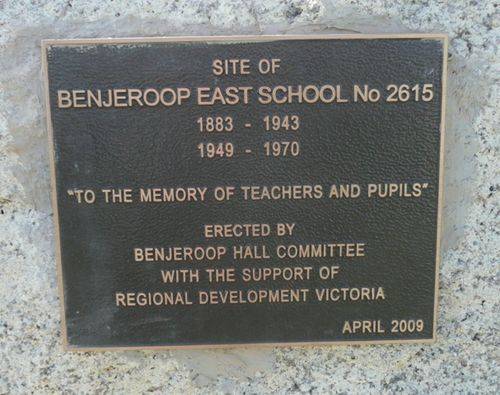 SITE OF
BENJEROOP EAST SCHOOL No 2615
1883 - 1943
1949 - 1970
"TO THE MEMORY OF TEACHERS AND PUPILS"
ERECTED BY
BENJEROOP HALL COMMITTEE
WITH THE SUPPORT OF
REGIONAL DEVELOPMENT VICTORIA
APRIL 2009